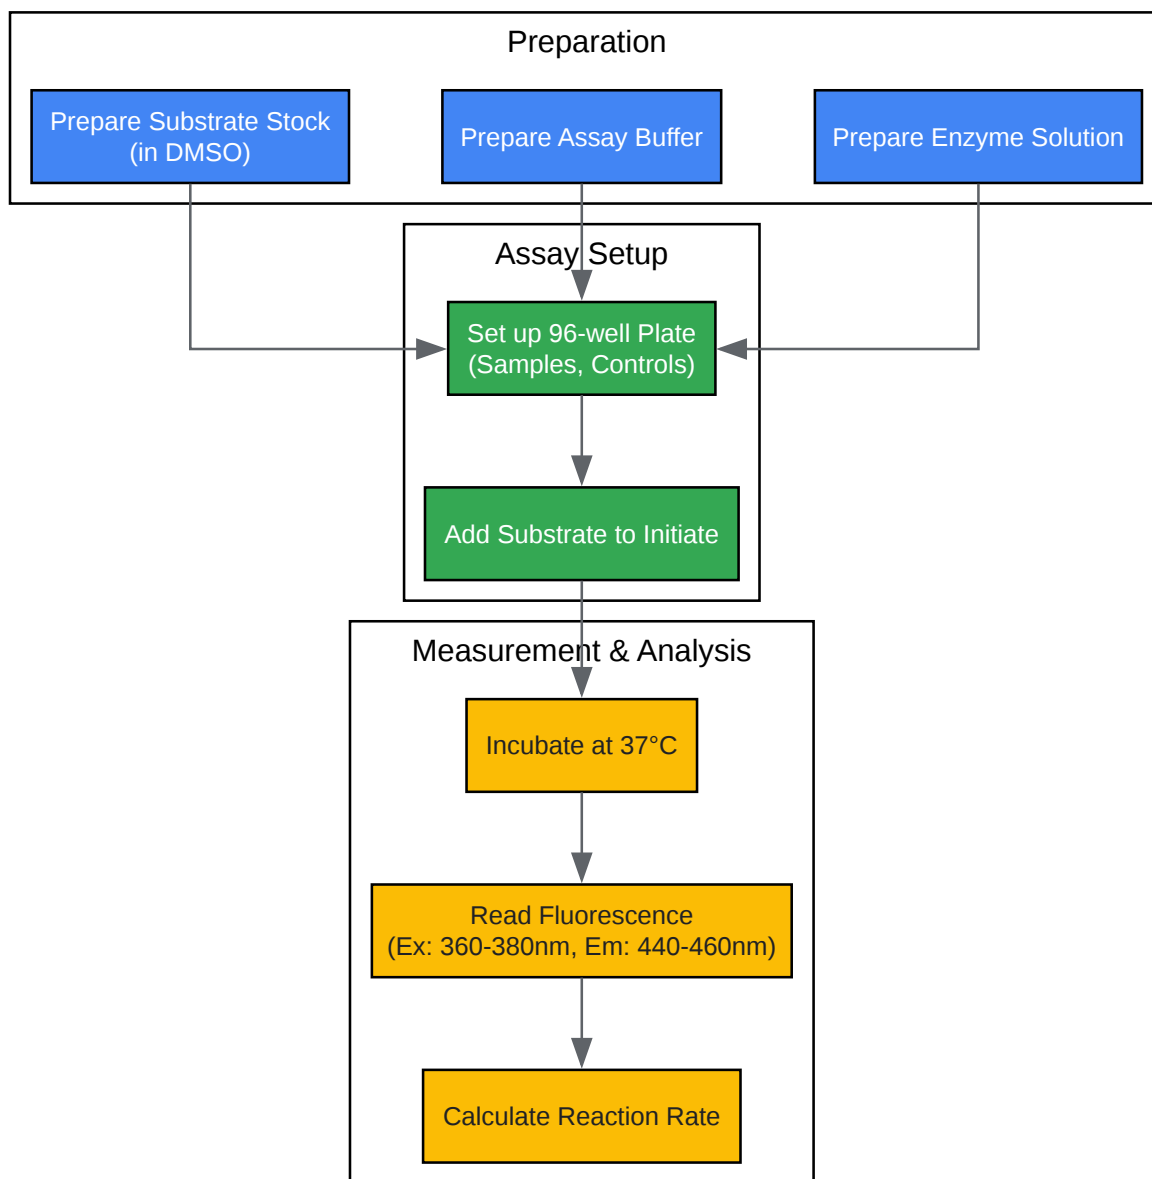 Preparation
Prepare Substrate Stock
(in DMSO)
Prepare Assay Buffer
Prepare Enzyme Solution
Assay Setup
Set up 96-well Plate
(Samples, Controls)
Add Substrate to Initiate
Measurement & Analysis
Incubate at 37°C
Read Fluorescence
(Ex: 360-380nm, Em: 440-460nm)
Calculate Reaction Rate